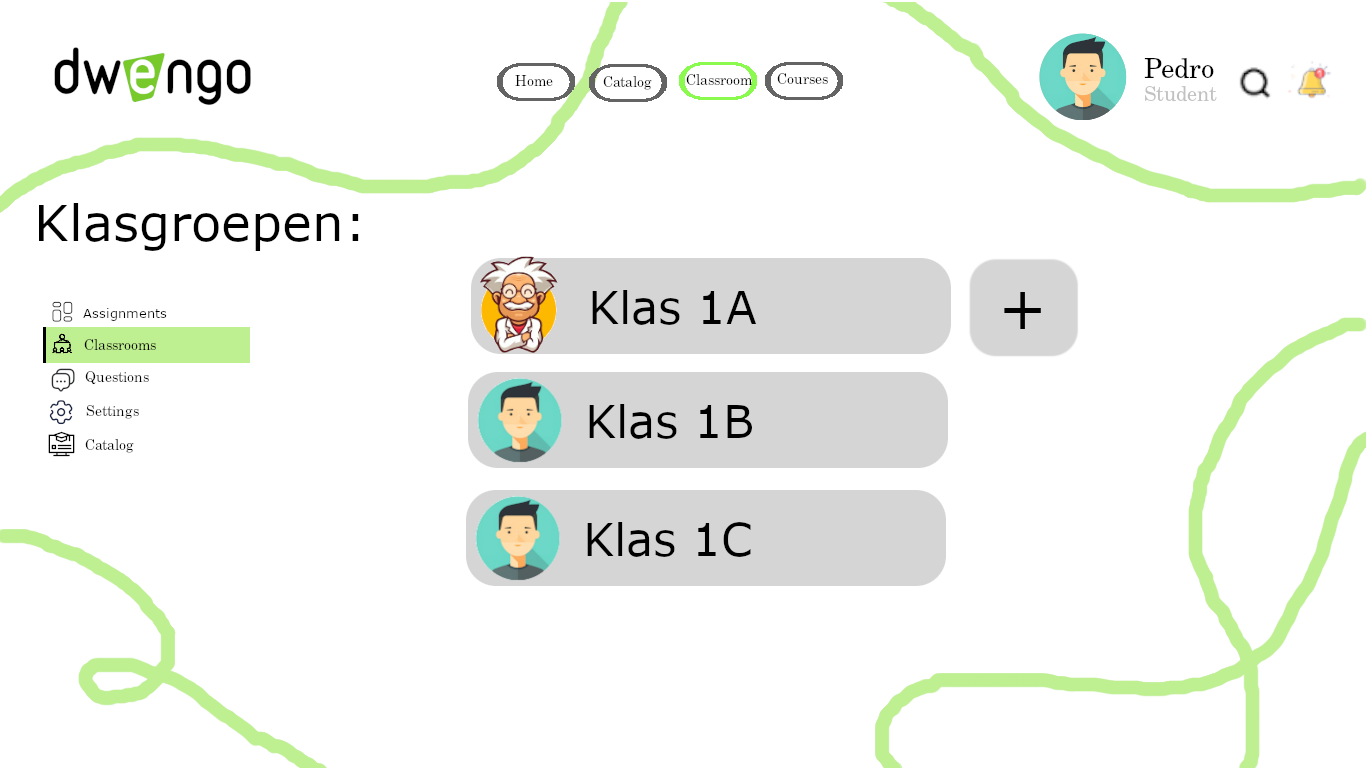 dwengo
Home
Catalog
Classroom
Courses
Pedro
Student
1
Klasgroepen:
Assignments
Classrooms
Questions
Settings
Catalog
Klas 1A
+
Klas 1B
Klas 1C